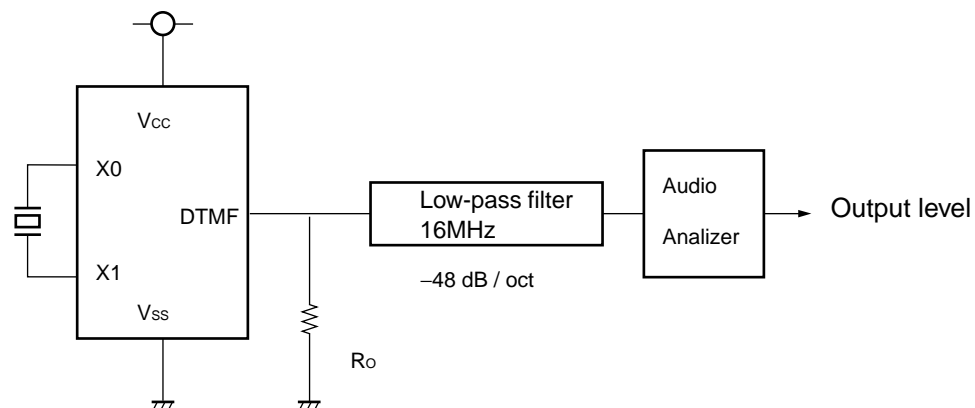 Vcc
X0
DTMF
X1
Vss
Ro
Low-pass filter
16MHz
–48 dB / oct
Audio
Analizer
Output level